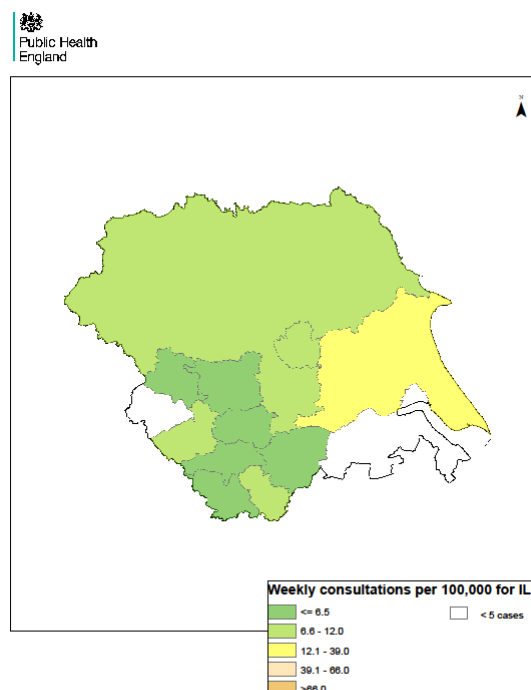 Public Health
England
N
Weekly consultations per 100,000 for IL
<= 6.5
< 5 cases
6.6 - 12.0
12.1 - 39.0
39.1 - 66.0
>66.0